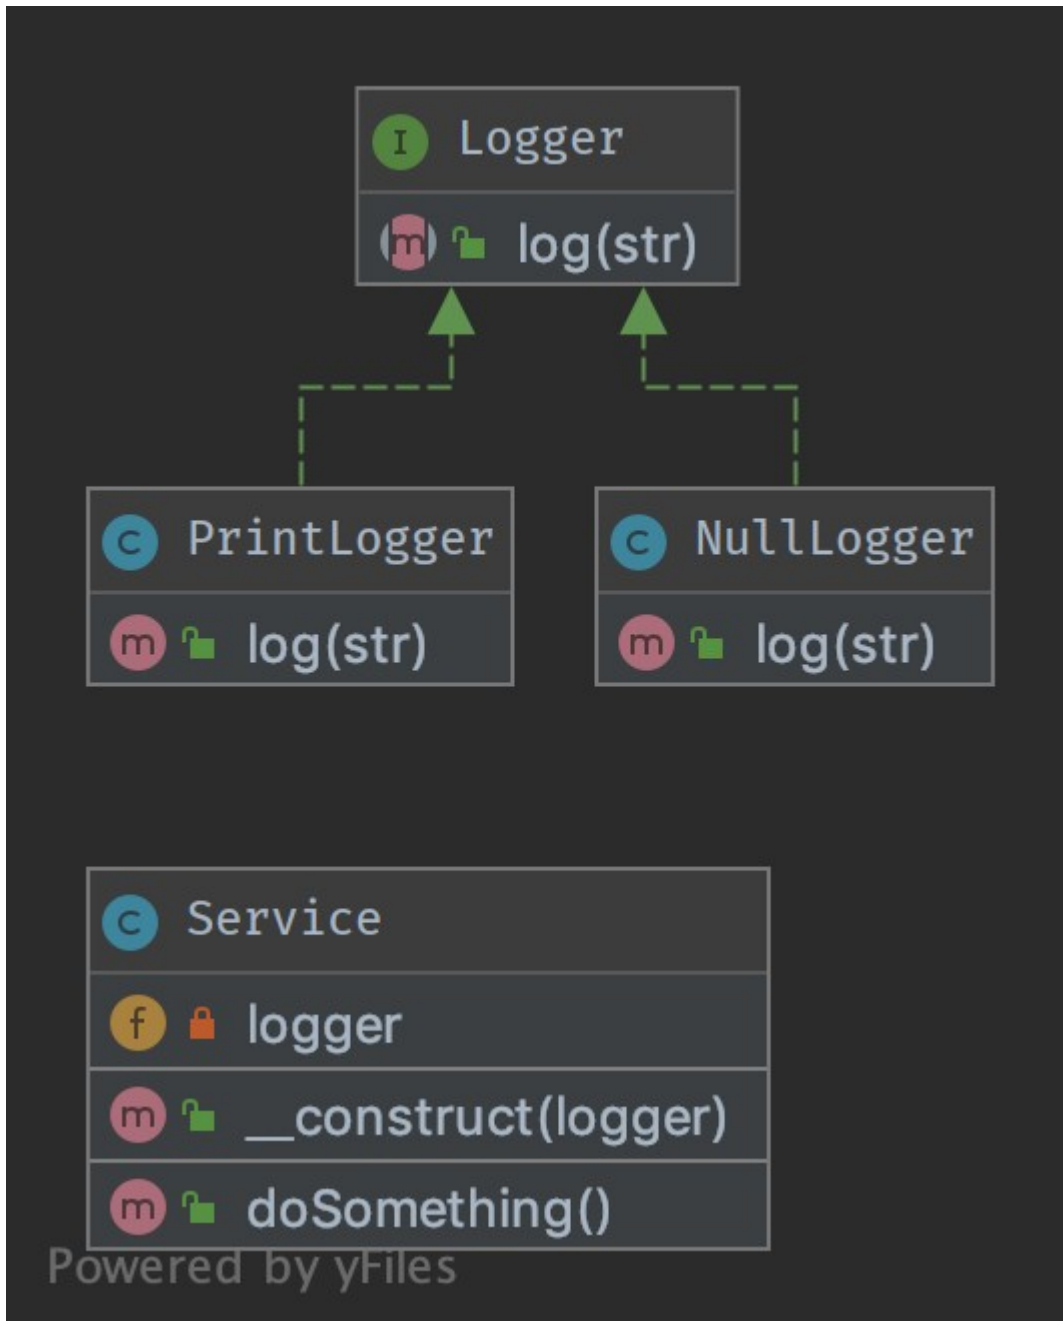 I Logger
m log(str)
C PrintLogger
m log(str)
C NullLogger
m log(str)
C Service
f logger
m __construct(logger)
m doSomething()
Powered by yFiles